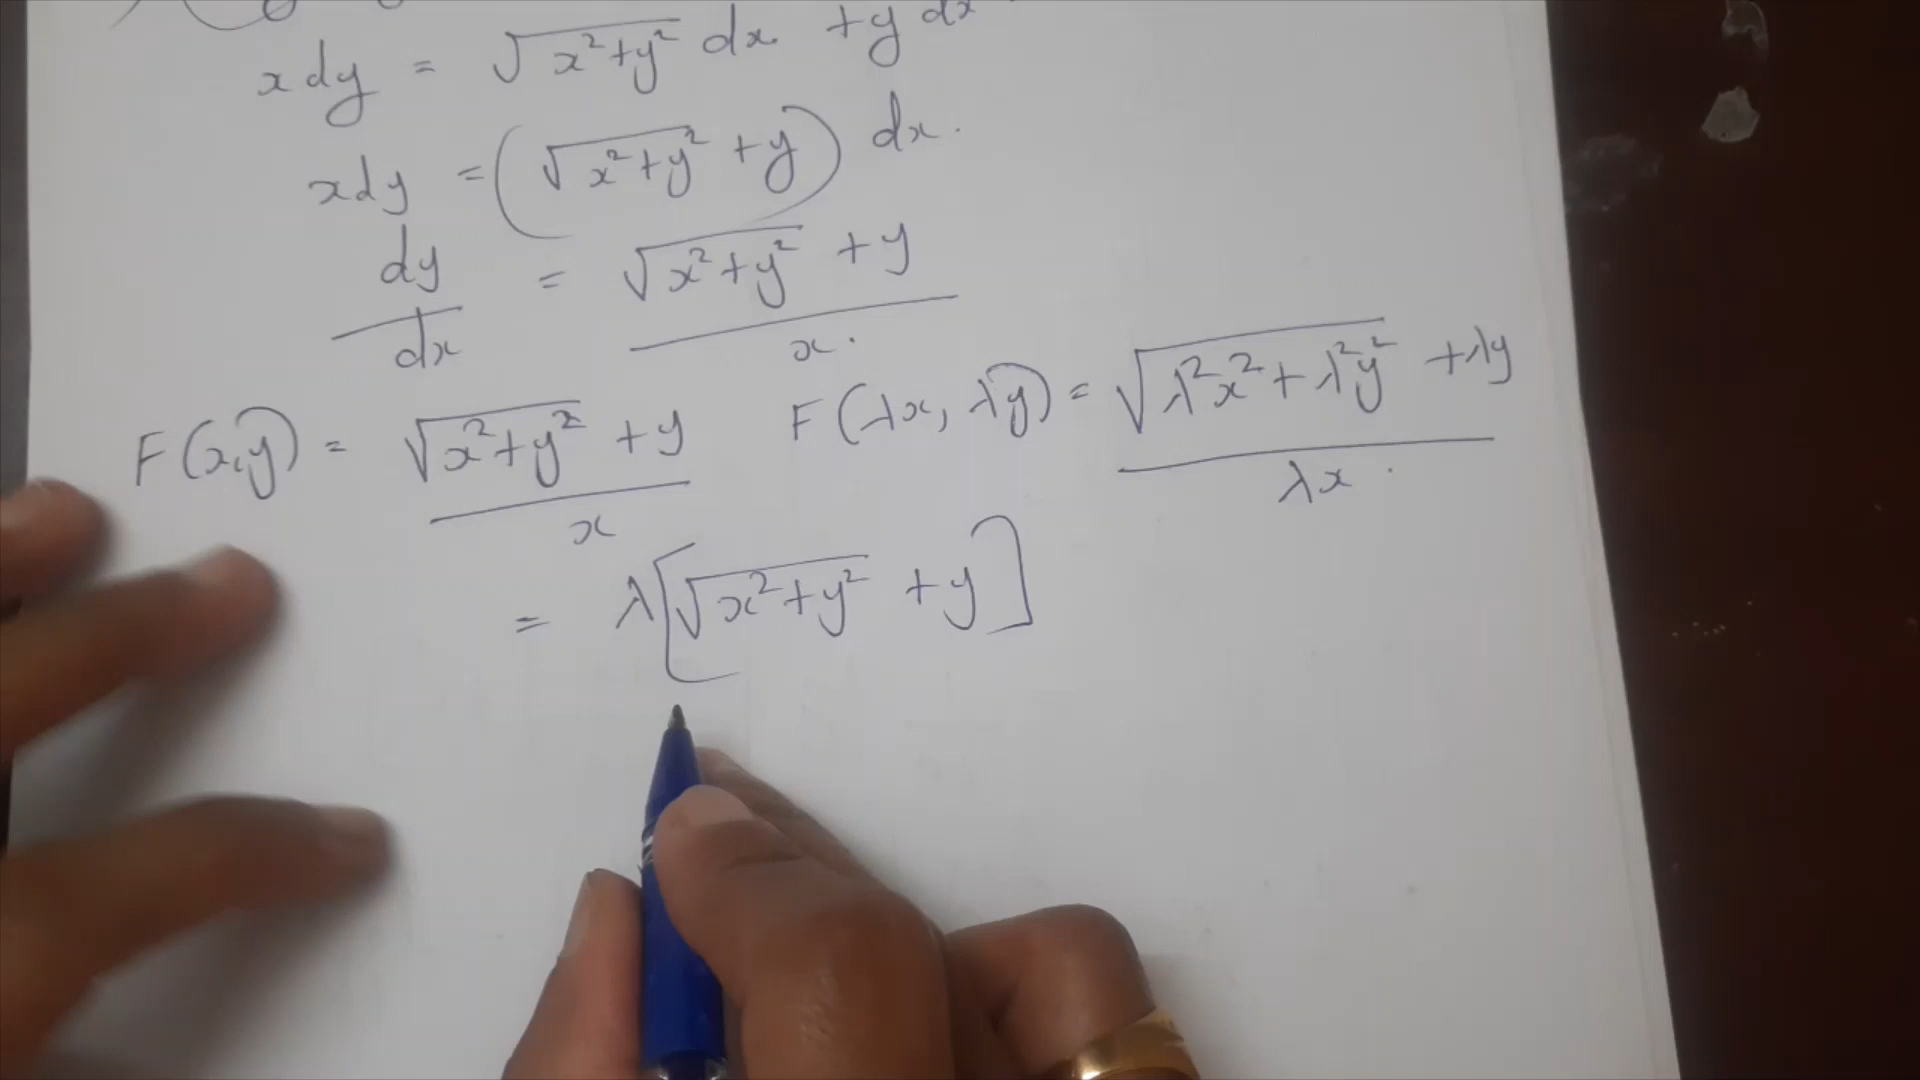 x dy = √(x²+y²) dx + y dx
x dy = (√(x²+y²) + y) dx.
dy/dx = (√(x²+y²) + y)/x.
F(x,y) = (√(x²+y²) + y)/x F(λx, λy) = (√(λ²x²+λ²y²) + λy)/λx.
= λ[√(x²+y²) + y]